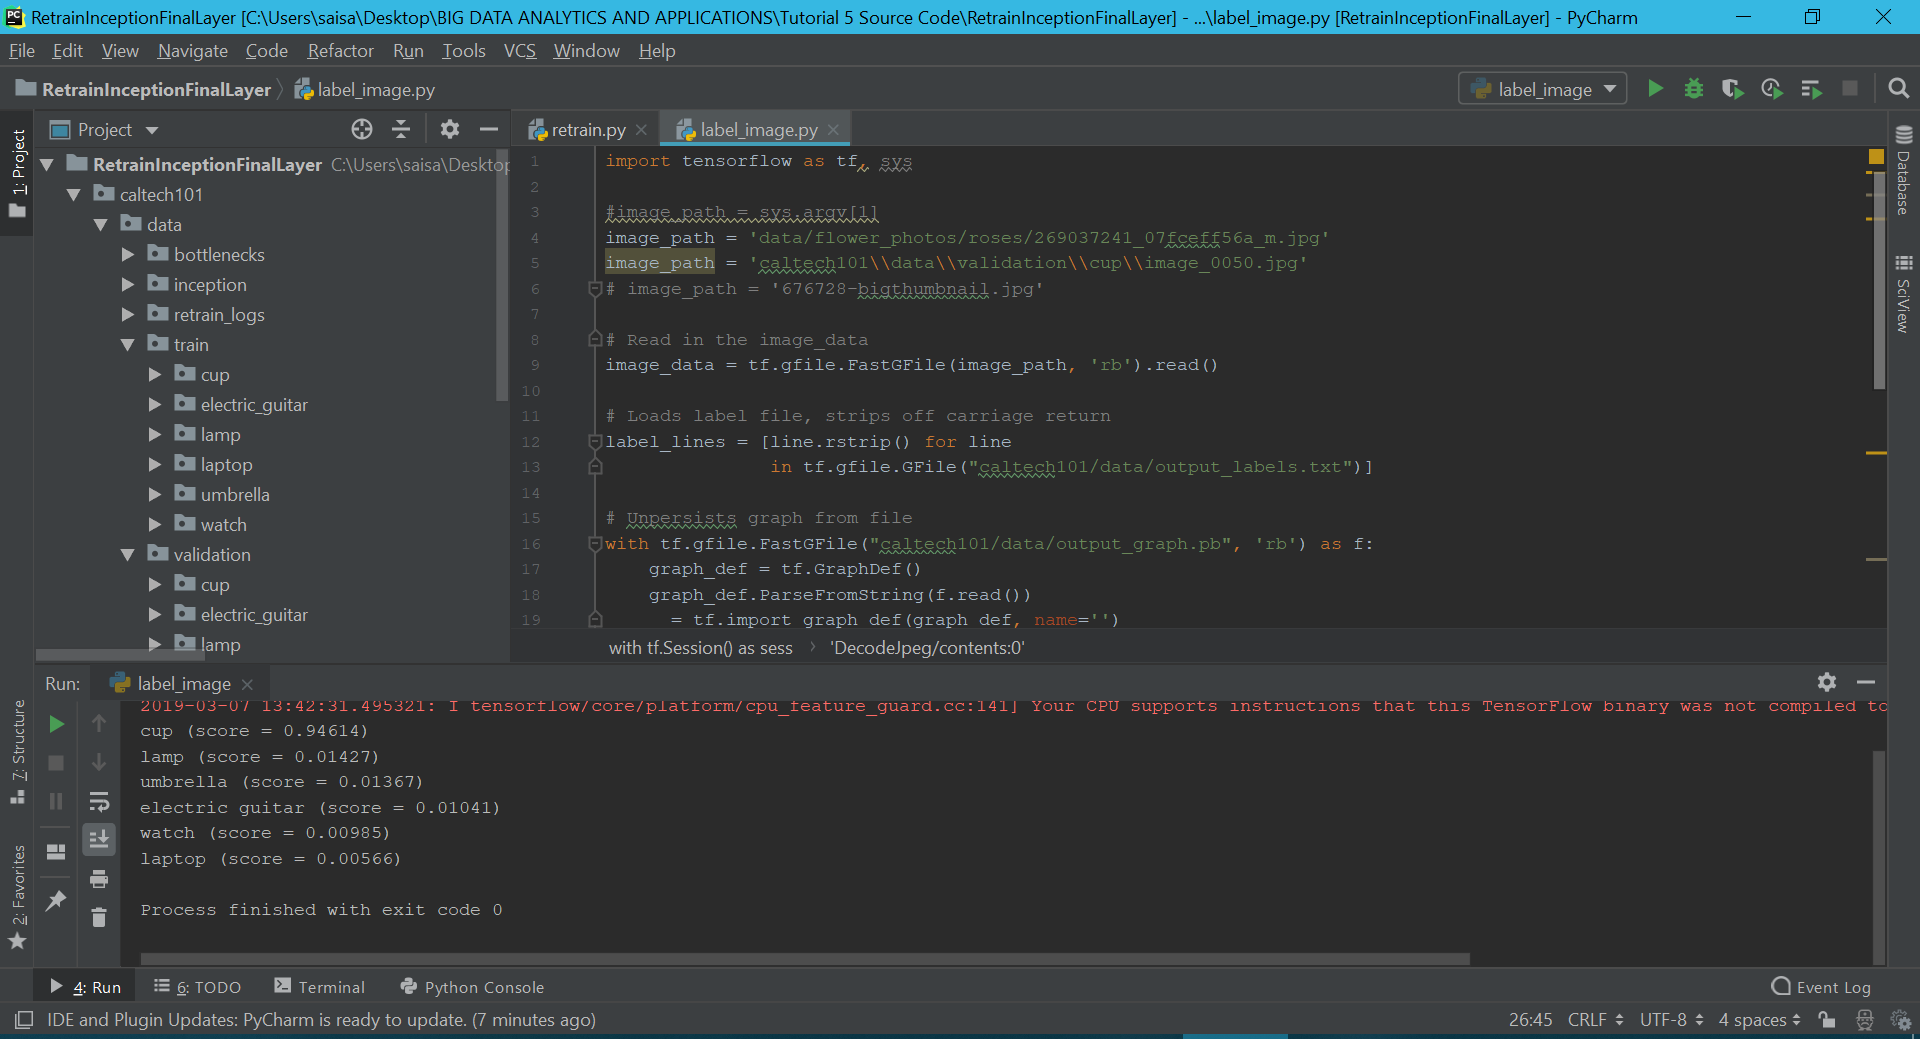 RetrainInceptionFinalLayer [C:\Users\saisa\Desktop\BIG DATA ANALYTICS AND APPLICATIONS\Tutorial 5 Source Code\RetrainInceptionFinalLayer] - ...\label_image.py [RetrainInceptionFinalLayer] - PyCharm
File Edit View Navigate Code Refactor Run Tools VCS Window Help
RetrainInceptionFinalLayer label_image.py label_image
Project
retrain.py label_image.py
1: Project
RetrainInceptionFinalLayer C:\Users\saisa\Desktop
caltech101
data
bottlenecks
inception
retrain_logs
train
cup
electric_guitar
lamp
laptop
umbrella
watch
validation
cup
electric_guitar
lamp
1 import tensorflow as tf, sys
2
3 #image_path = sys.argv[1]
4 image_path = 'data/flower_photos/roses/269037241_07fceff56a_m.jpg'
5 image_path = 'caltech101\\data\\validation\\cup\\image_0050.jpg'
6 # image_path = '676728-bigthumbnail.jpg'
7
8 # Read in the image_data
9 image_data = tf.gfile.FastGFile(image_path, 'rb').read()
10
11 # Loads label file, strips off carriage return
12 label_lines = [line.rstrip() for line
13 in tf.gfile.GFile("caltech101/data/output_labels.txt")]
14
15 # Unpersists graph from file
16 with tf.gfile.FastGFile("caltech101/data/output_graph.pb", 'rb') as f:
17 graph_def = tf.GraphDef()
18 graph_def.ParseFromString(f.read())
19 = tf.import graph def(graph def, name='')
with tf.Session() as sess 'DecodeJpeg/contents:0'
Database
SciView
Run: label_image
2019-03-07 13:42:31.495321: I tensorflow/core/platform/cpu_feature_guard.cc:141] Your CPU supports instructions that this TensorFlow binary was not compiled to
cup (score = 0.94614)
lamp (score = 0.01427)
umbrella (score = 0.01367)
electric guitar (score = 0.01041)
watch (score = 0.00985)
laptop (score = 0.00566)
Process finished with exit code 0
7: Structure
2: Favorites
4: Run 6: TODO Terminal Python Console Event Log
IDE and Plugin Updates: PyCharm is ready to update. (7 minutes ago) 26:45 CRLF UTF-8 4 spaces